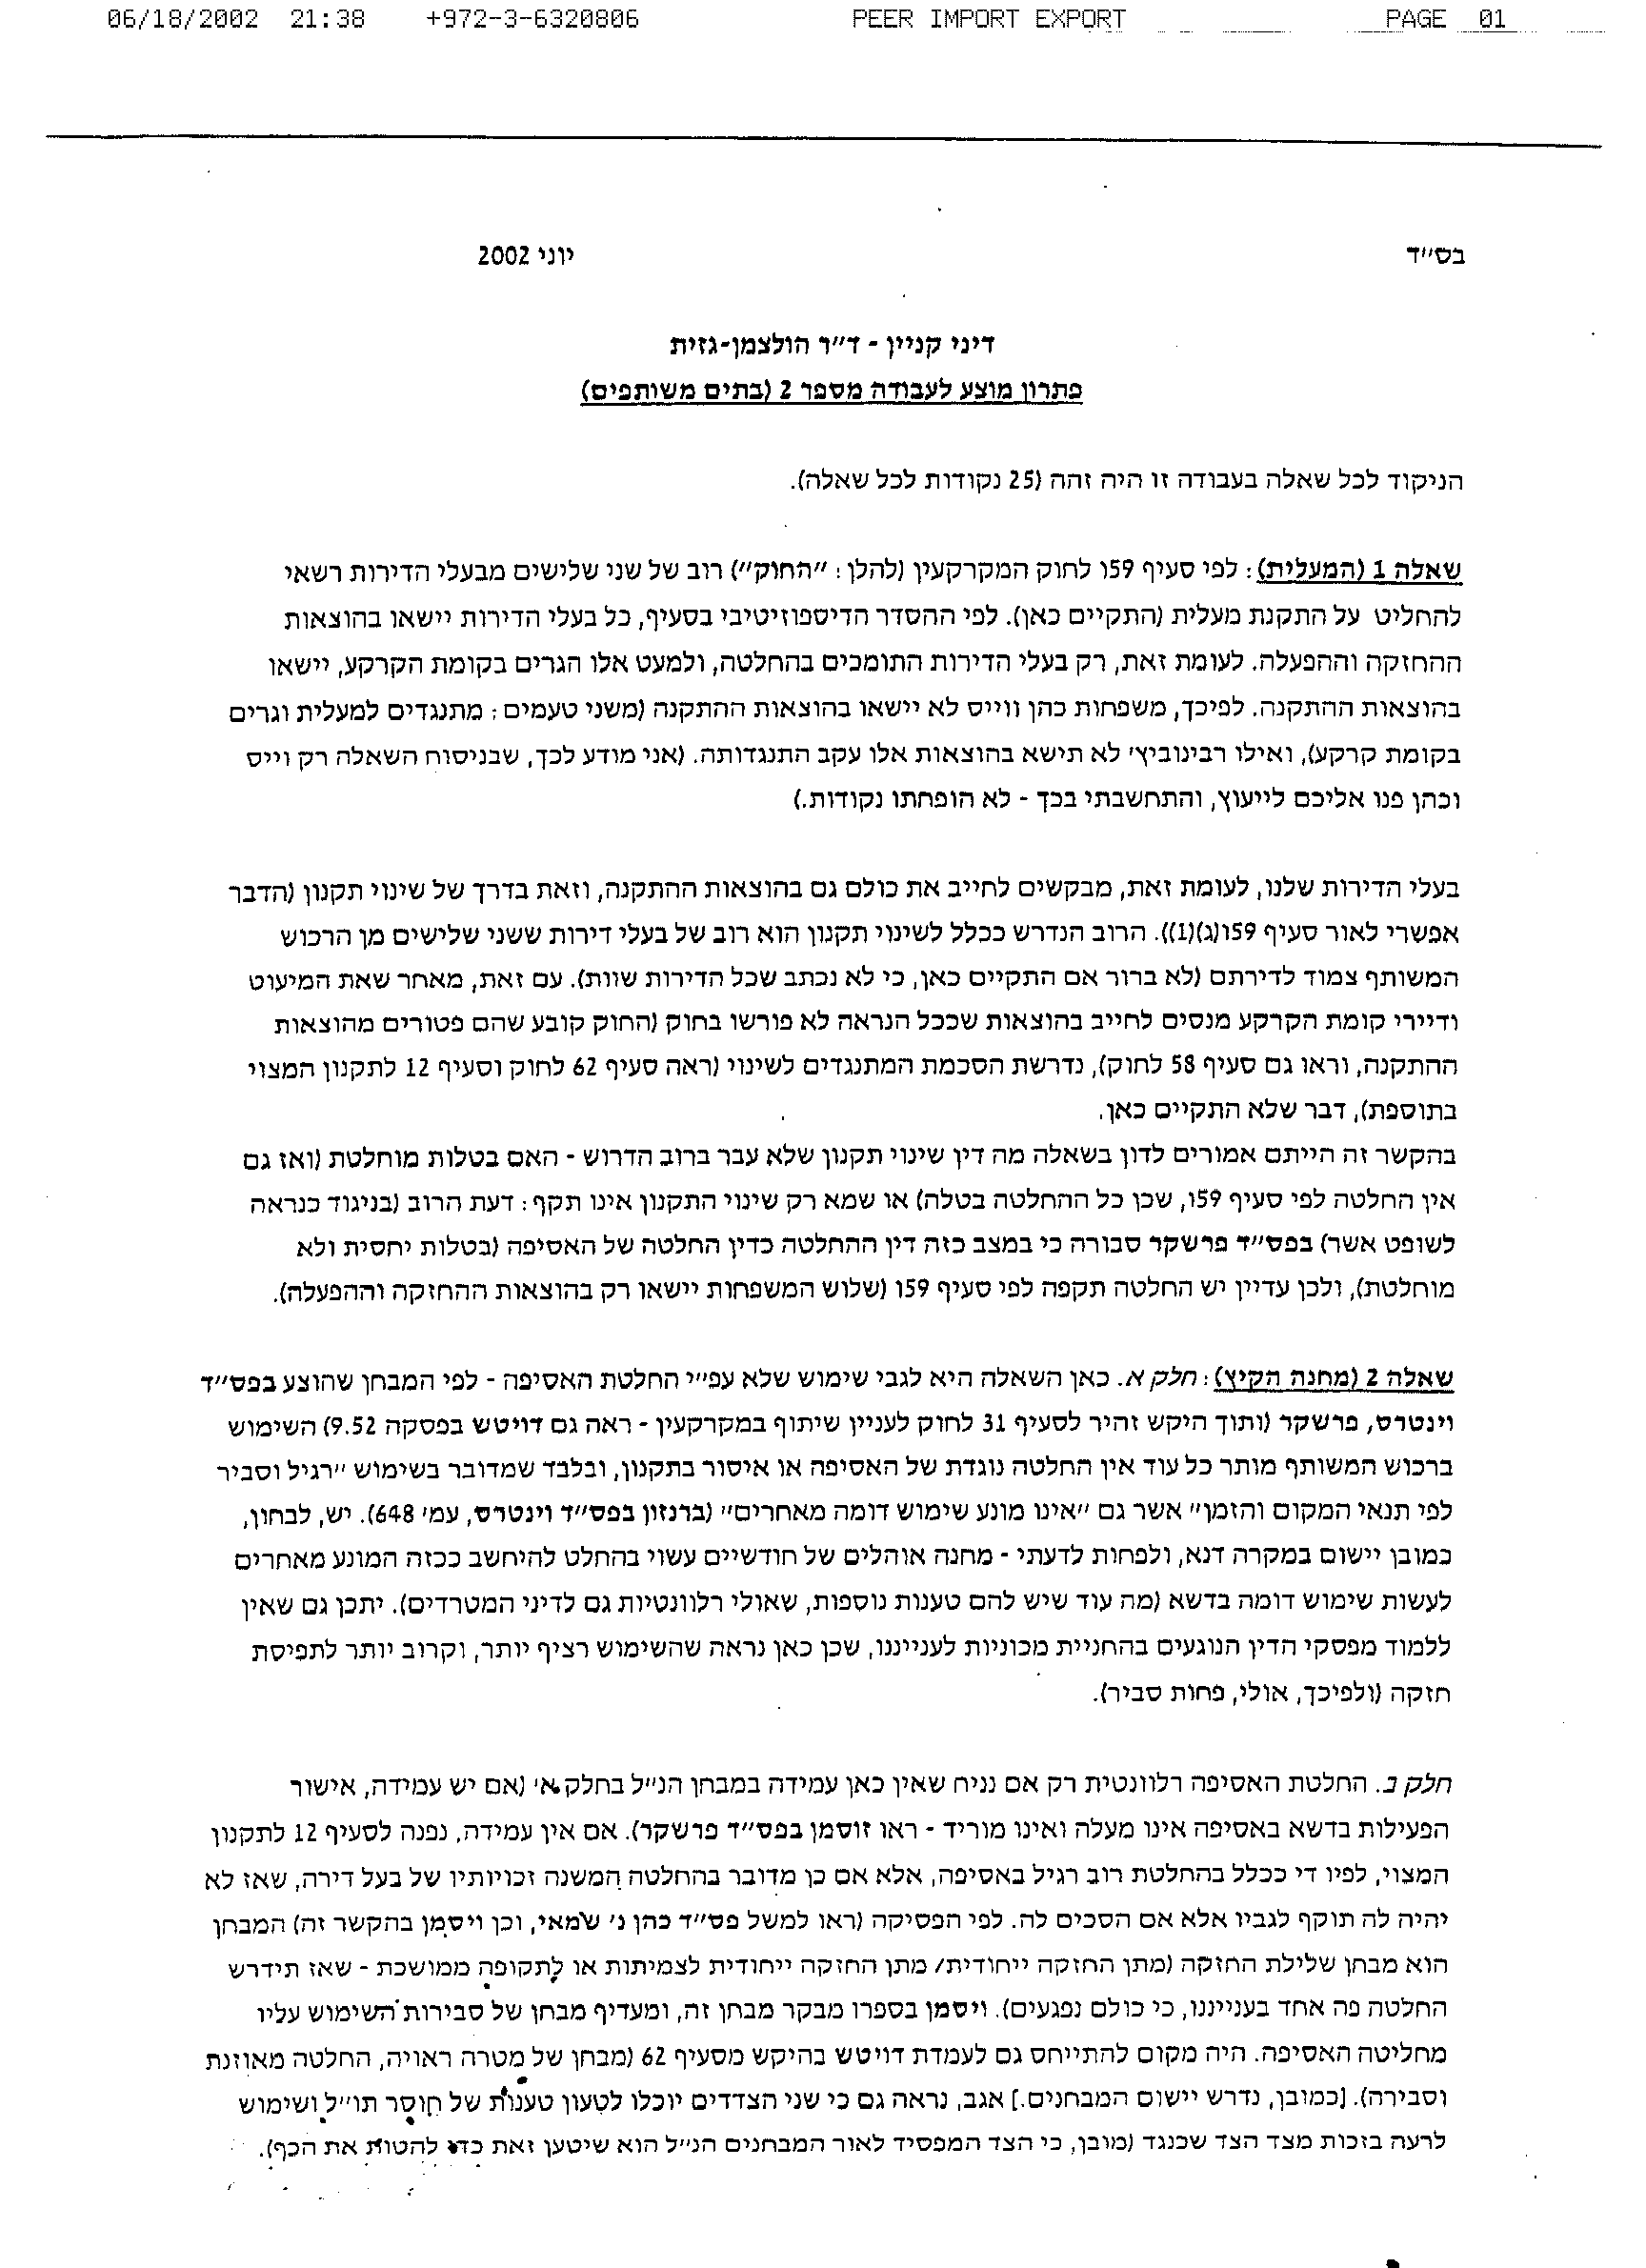 06/18/2002 21:38 +972-3-6320806 PEER IMPORT EXPORT PAGE 01
בס״ד יוני 2002
דיני קניין - ד״ר הולצמן-גזית
פתרון מוצע לעבודה מספר 2 (בתים משותפים)
הניקוד לכל שאלה בעבודה זו היה זהה (25 נקודות לכל שאלה).
שאלה 1 (המעלית): לפי סעיף 59ו לחוק המקרקעין (להלן: ״החוק״) רוב של שני שלישים מבעלי הדירות רשאי
להחליט על התקנת מעלית (התקיים כאן). לפי ההסדר הדיספוזיטיבי בסעיף, כל בעלי הדירות יישאו בהוצאות
ההחזקה וההפעלה. לעומת זאת, רק בעלי הדירות התומכים בהחלטה, ולמעט אלו הגרים בקומת הקרקע, יישאו
בהוצאות ההתקנה. לפיכך, משפחות כהן ווייס לא יישאו בהוצאות ההתקנה (משני טעמים: מתנגדים למעלית וגרים
בקומת קרקע), ואילו רבינוביץ׳ לא תישא בהוצאות אלו עקב התנגדותה. (אני מודע לכך, שבניסוח השאלה רק וייס
וכהן פנו אליכם לייעוץ, והתחשבתי בכך - לא הופחתו נקודות.)
בעלי הדירות שלנו, לעומת זאת, מבקשים לחייב את כולם גם בהוצאות ההתקנה, וזאת בדרך של שינוי תקנון (הדבר
אפשרי לאור סעיף 59ו(ג)(1)). הרוב הנדרש ככלל לשינוי תקנון הוא רוב של בעלי דירות ששני שלישים מן הרכוש
המשותף צמוד לדירתם (לא ברור אם התקיים כאן, כי לא נכתב שכל הדירות שוות). עם זאת, מאחר שאת המיעוט
ודיירי קומת הקרקע מנסים לחייב בהוצאות שככל הנראה לא פורשו בחוק (החוק קובע שהם פטורים מהוצאות
ההתקנה, וראו גם סעיף 58 לחוק), נדרשת הסכמת המתנגדים לשינוי (ראה סעיף 62 לחוק וסעיף 12 לתקנון המצוי
בתוספת), דבר שלא התקיים כאן.
בהקשר זה הייתם אמורים לדון בשאלה מה דין שינוי תקנון שלא עבר ברוב הדרוש - האם בטלות מוחלטת (ואז גם
אין החלטה לפי סעיף 59ו, שכן כל ההחלטה בטלה) או שמא רק שינוי התקנון אינו תקף: דעת הרוב (בניגוד כנראה
לשופט אשר) בפס״ד פרשקר סבורה כי במצב כזה דין ההחלטה כדין החלטה של האסיפה (בטלות יחסית ולא
מוחלטת), ולכן עדיין יש החלטה תקפה לפי סעיף 59ו (שלוש המשפחות יישאו רק בהוצאות ההחזקה וההפעלה).
שאלה 2 (מחנה הקיץ): חלק א. כאן השאלה היא לגבי שימוש שלא עפ״י החלטת האסיפה - לפי המבחן שהוצע בפס״ד
וינטרס, פרשקר (ותוך היקש זהיר לסעיף 31 לחוק לעניין שיתוף במקרקעין - ראה גם דויטש בפסקה 9.52) השימוש
ברכוש המשותף מותר כל עוד אין החלטה נוגדת של האסיפה או איסור בתקנון, ובלבד שמדובר בשימוש ״רגיל וסביר
לפי תנאי המקום והזמן״ אשר גם ״אינו מונע שימוש דומה מאחרים״ (ברנזון בפס״ד וינטרס, עמ׳ 648). יש, לבחון,
כמובן יישום במקרה דנא, ולפחות לדעתי - מחנה אוהלים של חודשיים עשוי בהחלט להיחשב ככזה המונע מאחרים
לעשות שימוש דומה בדשא (מה עוד שיש להם טענות נוספות, שאולי רלוונטיות גם לדיני המטרדים). יתכן גם שאין
ללמוד מפסקי הדין הנוגעים בהחניית מכוניות לענייננו, שכן כאן נראה שהשימוש רציף יותר, וקרוב יותר לתפיסת
חזקה (ולפיכך, אולי, פחות סביר).
חלק ב. החלטת האסיפה רלוונטית רק אם נניח שאין כאן עמידה במבחן הנ״ל בחלק א׳ (אם יש עמידה, אישור
הפעילות בדשא באסיפה אינו מעלה ואינו מוריד - ראו זוסמן בפס״ד פרשקר). אם אין עמידה, נפנה לסעיף 12 לתקנון
המצוי, לפיו די ככלל בהחלטת רוב רגיל באסיפה, אלא אם כן מדובר בהחלטה המשנה זכויותיו של בעל דירה, שאז לא
יהיה לה תוקף לגביו אלא אם הסכים לה. לפי הפסיקה (ראו למשל פס״ד כהן נ׳ שמאי, וכן ויסמן בהקשר זה) המבחן
הוא מבחן שלילת החזקה (מתן החזקה ייחודית/ מתן החזקה ייחודית לצמיתות או לתקופה ממושכת - שאז תידרש
החלטה פה אחד בענייננו, כי כולם נפגעים). ויסמן בספרו מבקר מבחן זה, ומעדיף מבחן של סבירות השימוש עליו
מחליטה האסיפה. היה מקום להתייחס גם לעמדת דויטש בהיקש מסעיף 62 (מבחן של מטרה ראויה, החלטה מאוזנת
וסבירה). [כמובן, נדרש יישום המבחנים.] אגב, נראה גם כי שני הצדדים יוכלו לטעון טענות של חוסר תו״ל ושימוש
לרעה בזכות מצד הצד שכנגד (מובן, כי הצד המפסיד לאור המבחנים הנ״ל הוא שיטען זאת כדי להטות את הכף).